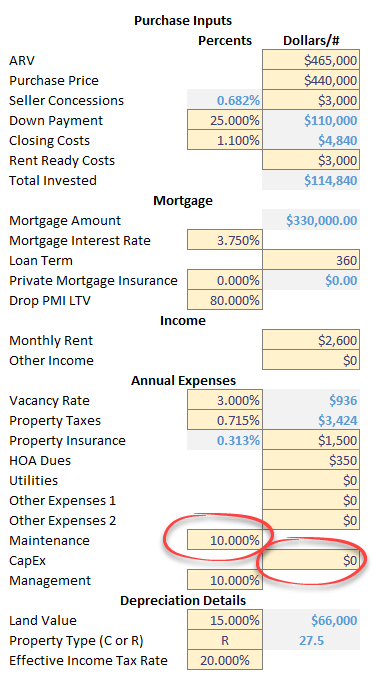 Purchase Inputs
Percents Dollars/#
ARV $465,000
Purchase Price $440,000
Seller Concessions 0.682% $3,000
Down Payment 25.000% $110,000
Closing Costs 1.100% $4,840
Rent Ready Costs $3,000
Total Invested $114,840
Mortgage
Mortgage Amount $330,000.00
Mortgage Interest Rate 3.750%
Loan Term 360
Private Mortgage Insurance 0.000% $0.00
Drop PMI LTV 80.000%
Income
Monthly Rent $2,600
Other Income $0
Annual Expenses
Vacancy Rate 3.000% $936
Property Taxes 0.715% $3,424
Property Insurance 0.313% $1,500
HOA Dues $350
Utilities $0
Other Expenses 1 $0
Other Expenses 2 $0
Maintenance 10.000%
CapEx $0
Management 10.000%
Depreciation Details
Land Value 15.000% $66,000
Property Type (C or R) R 27.5
Effective Income Tax Rate 20.000%